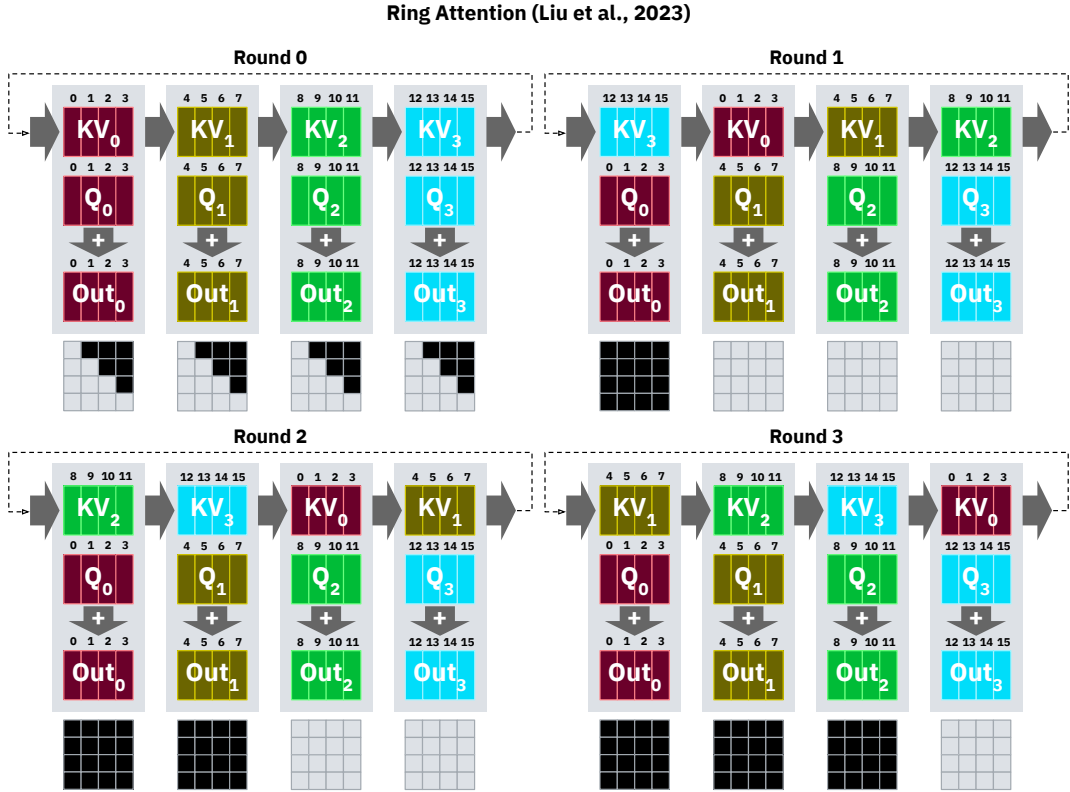 Ring Attention (Liu et al., 2023)
Round 0
0 1 2 3 4 5 6 7 8 9 10 11 12 13 14 15
KV0 KV1 KV2 KV3
0 1 2 3 4 5 6 7 8 9 10 11 12 13 14 15
Q0 Q1 Q2 Q3
+ + + +
0 1 2 3 4 5 6 7 8 9 10 11 12 13 14 15
Out0 Out1 Out2 Out3
Round 1
12 13 14 15 0 1 2 3 4 5 6 7 8 9 10 11
KV3 KV0 KV1 KV2
0 1 2 3 4 5 6 7 8 9 10 11 12 13 14 15
Q0 Q1 Q2 Q3
+ + + +
0 1 2 3 4 5 6 7 8 9 10 11 12 13 14 15
Out0 Out1 Out2 Out3
Round 2
8 9 10 11 12 13 14 15 0 1 2 3 4 5 6 7
KV2 KV3 KV0 KV1
0 1 2 3 4 5 6 7 8 9 10 11 12 13 14 15
Q0 Q1 Q2 Q3
+ + + +
0 1 2 3 4 5 6 7 8 9 10 11 12 13 14 15
Out0 Out1 Out2 Out3
Round 3
4 5 6 7 8 9 10 11 12 13 14 15 0 1 2 3
KV1 KV2 KV3 KV0
0 1 2 3 4 5 6 7 8 9 10 11 12 13 14 15
Q0 Q1 Q2 Q3
+ + + +
0 1 2 3 4 5 6 7 8 9 10 11 12 13 14 15
Out0 Out1 Out2 Out3